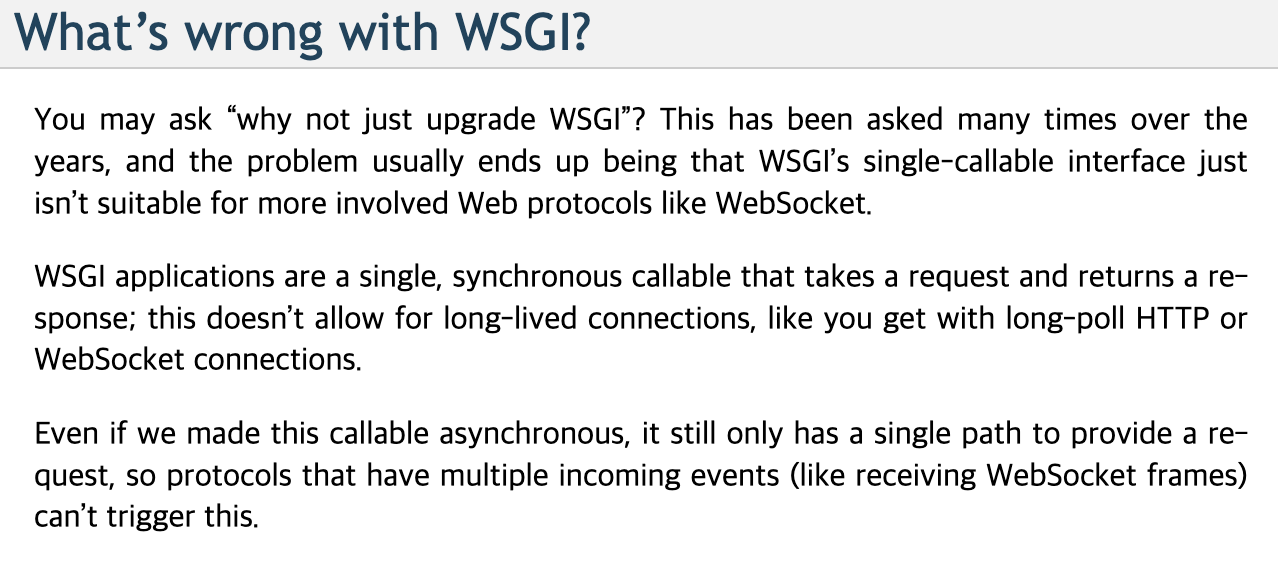 What’s wrong with WSGI?
You may ask “why not just upgrade WSGI”? This has been asked many times over the
years, and the problem usually ends up being that WSGI’s single-callable interface just
isn’t suitable for more involved Web protocols like WebSocket.
WSGI applications are a single, synchronous callable that takes a request and returns a re-
sponse; this doesn’t allow for long-lived connections, like you get with long-poll HTTP or
WebSocket connections.
Even if we made this callable asynchronous, it still only has a single path to provide a re-
quest, so protocols that have multiple incoming events (like receiving WebSocket frames)
can’t trigger this.